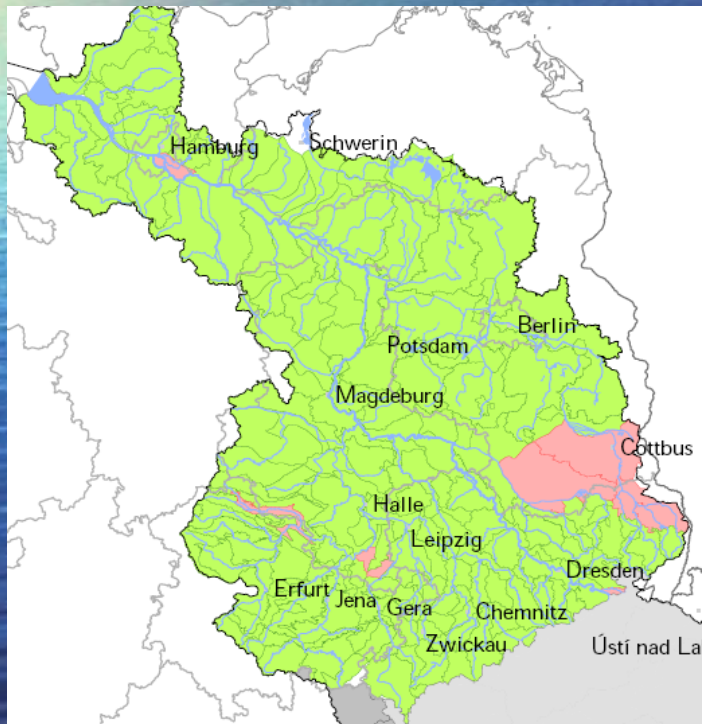 Hamburg
Schwerin
Berlin
Potsdam
Magdeburg
Cottbus
Halle
Leipzig
Dresden
Erfurt
Jena
Gera
Chemnitz
Zwickau
Ústí nad La